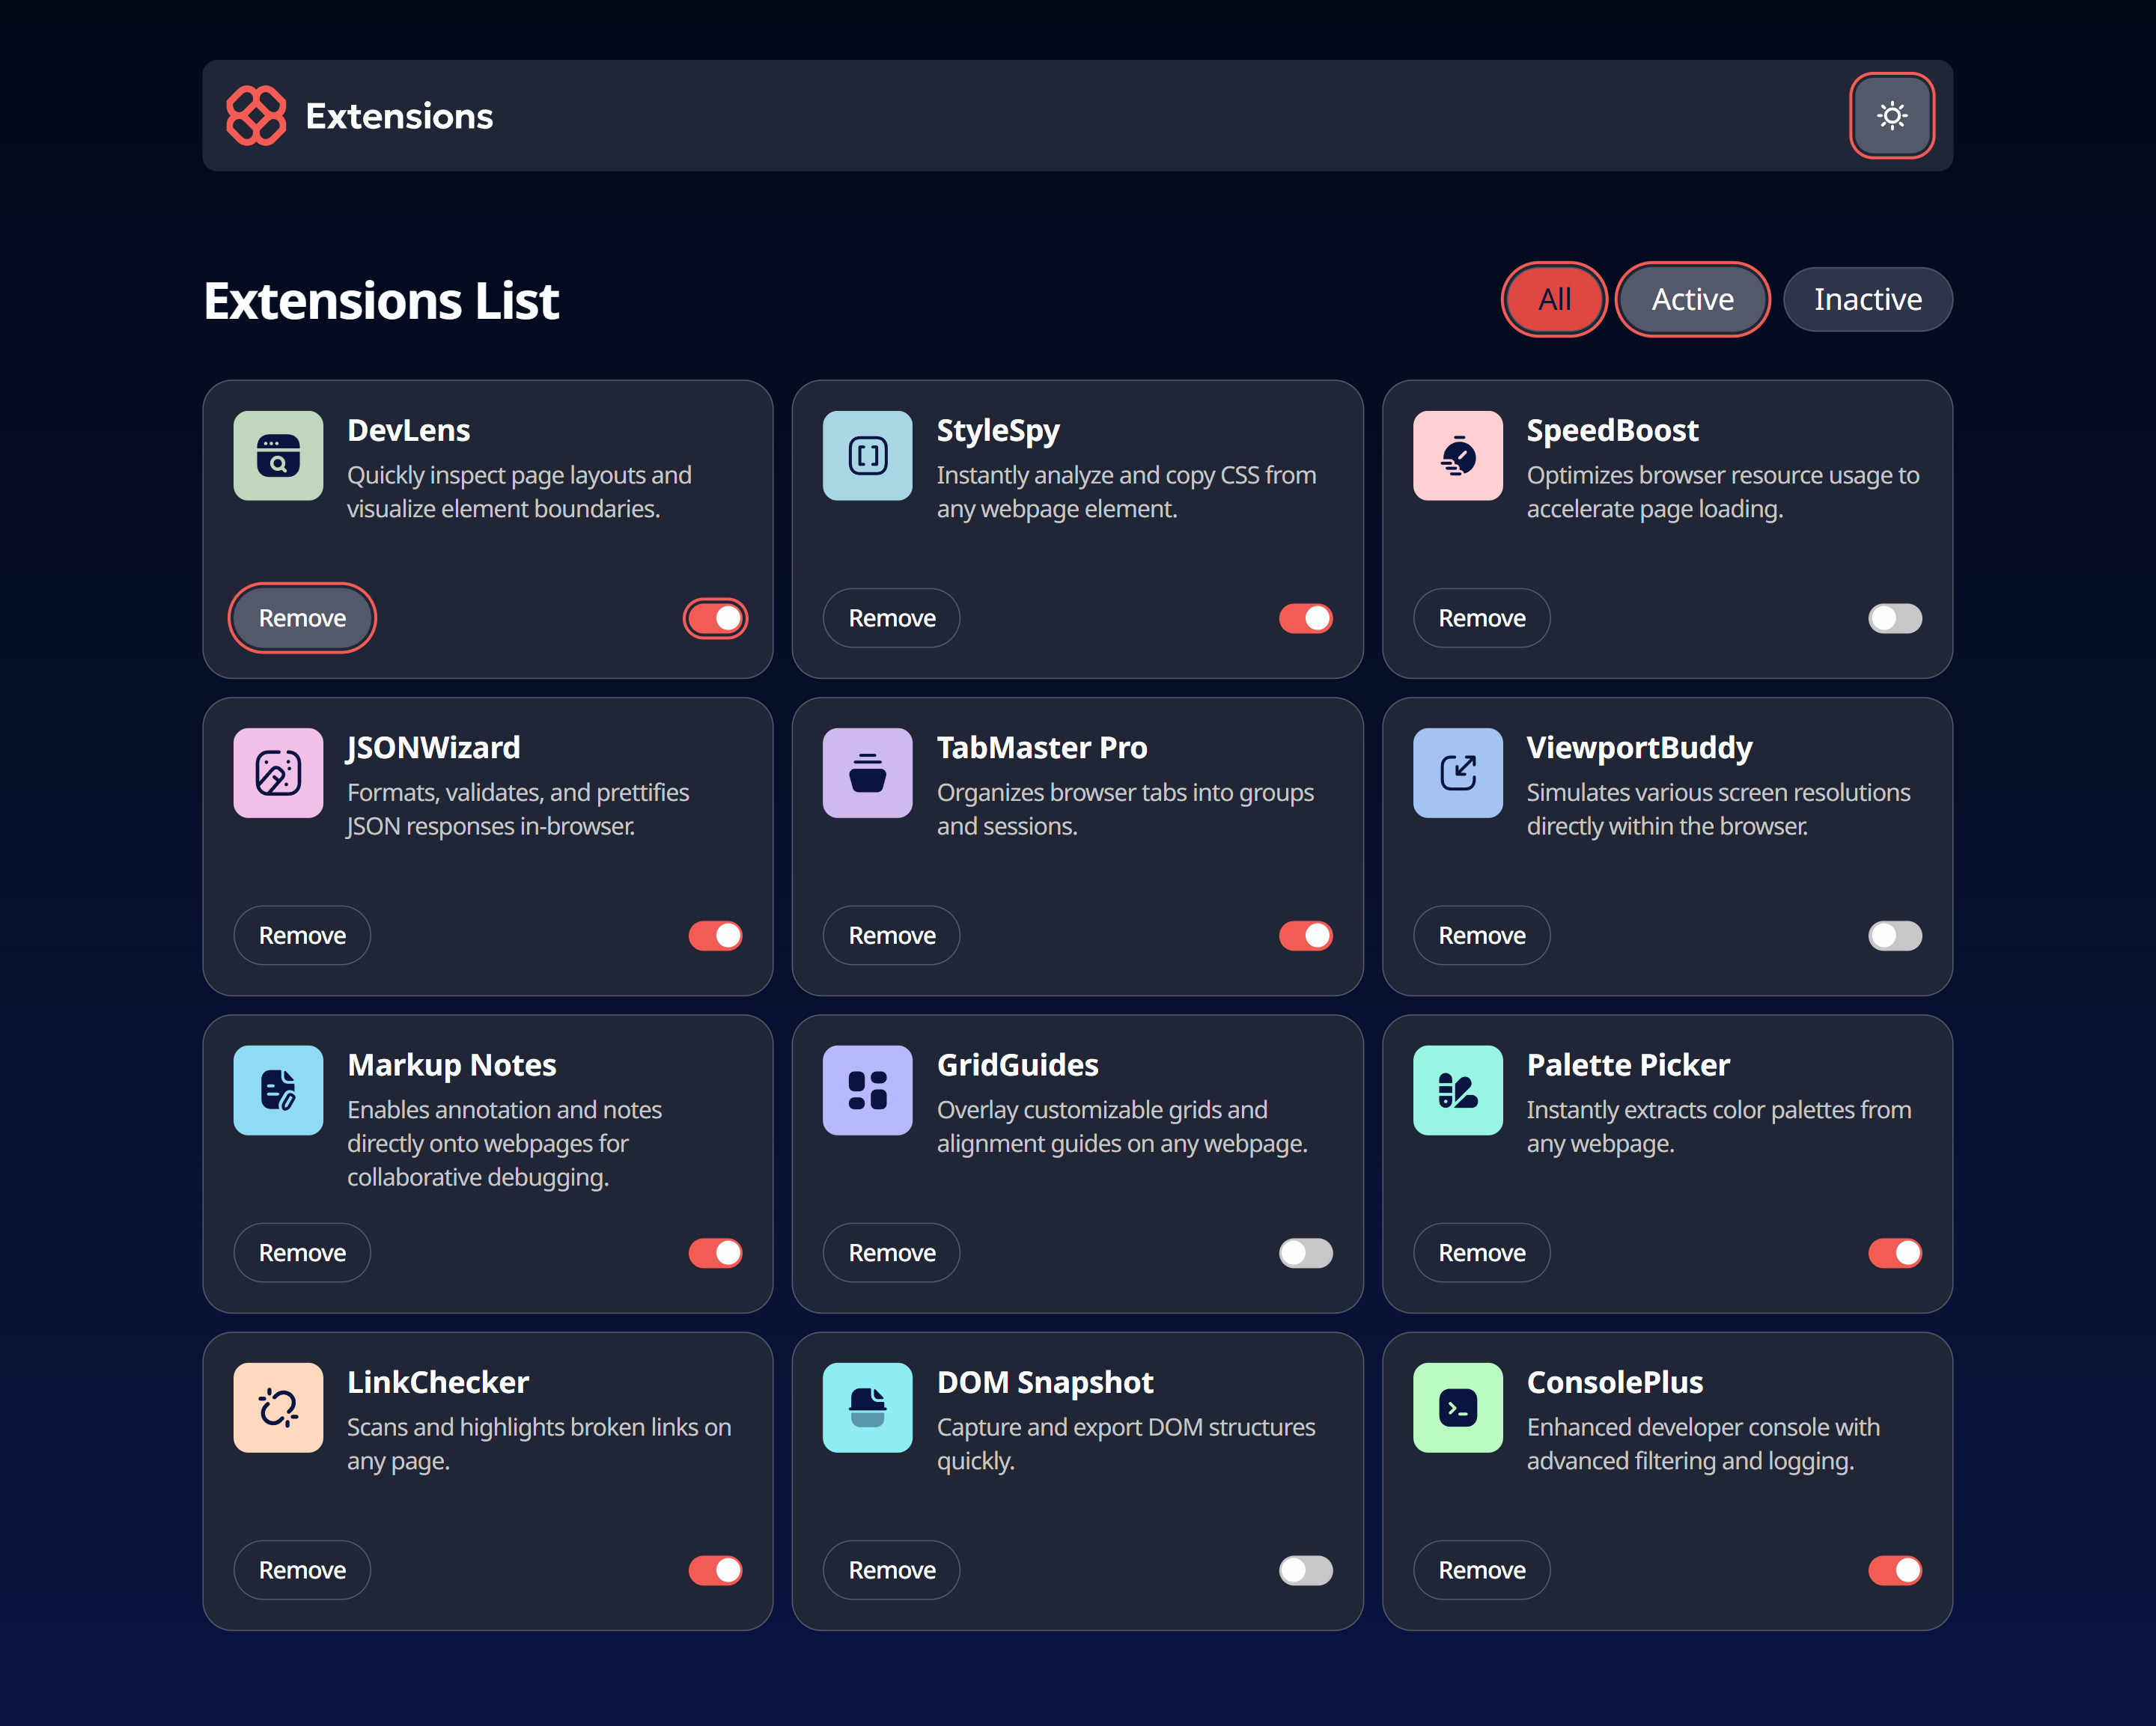 Extensions
Extensions List
All
Active
Inactive
DevLens
Quickly inspect page layouts and
visualize element boundaries.
Remove
StyleSpy
Instantly analyze and copy CSS from
any webpage element.
Remove
SpeedBoost
Optimizes browser resource usage to
accelerate page loading.
Remove
JSONWizard
Formats, validates, and prettifies
JSON responses in-browser.
Remove
TabMaster Pro
Organizes browser tabs into groups
and sessions.
Remove
ViewportBuddy
Simulates various screen resolutions
directly within the browser.
Remove
Markup Notes
Enables annotation and notes
directly onto webpages for
collaborative debugging.
Remove
GridGuides
Overlay customizable grids and
alignment guides on any webpage.
Remove
Palette Picker
Instantly extracts color palettes from
any webpage.
Remove
LinkChecker
Scans and highlights broken links on
any page.
Remove
DOM Snapshot
Capture and export DOM structures
quickly.
Remove
ConsolePlus
Enhanced developer console with
advanced filtering and logging.
Remove